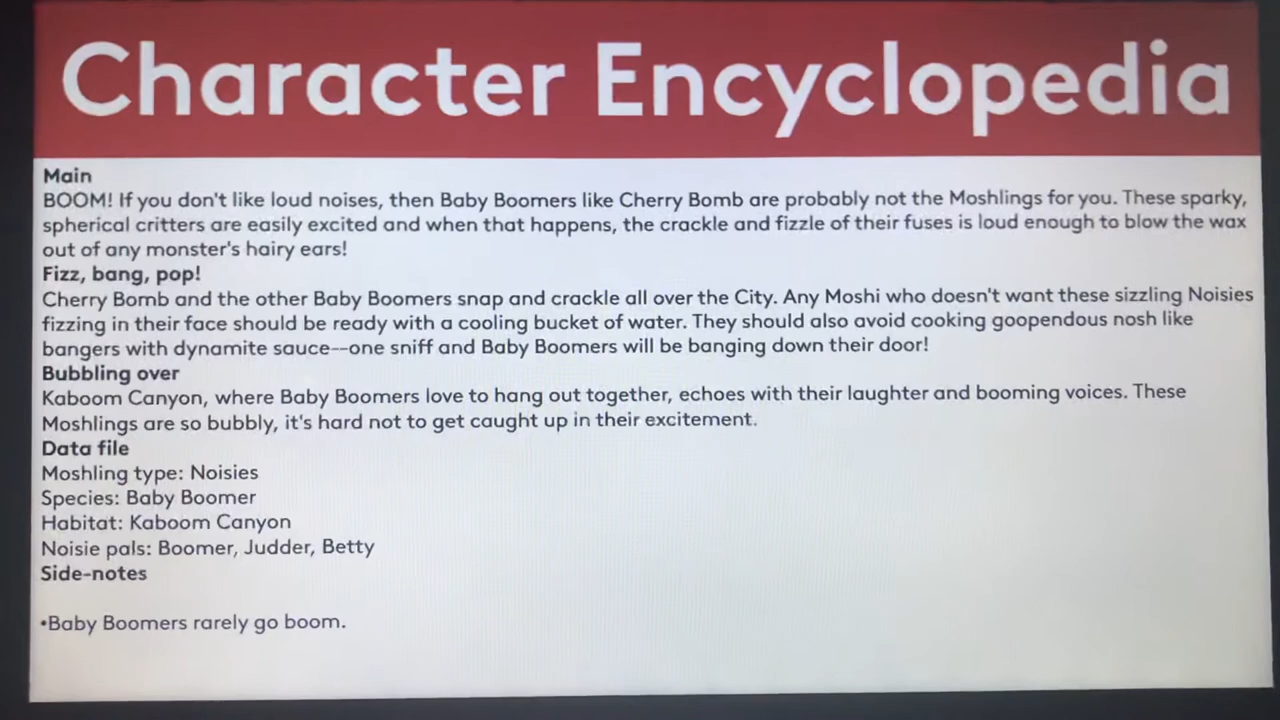 Character Encyclopedia
Main
BOOM! If you don't like loud noises, then Baby Boomers like Cherry Bomb are probably not the Moshlings for you. These sparky,
spherical critters are easily excited and when that happens, the crackle and fizzle of their fuses is loud enough to blow the wax
out of any monster's hairy ears!
Fizz, bang, pop!
Cherry Bomb and the other Baby Boomers snap and crackle all over the City. Any Moshi who doesn't want these sizzling Noisies
fizzing in their face should be ready with a cooling bucket of water. They should also avoid cooking goopendous nosh like
bangers with dynamite sauce--one sniff and Baby Boomers will be banging down their door!
Bubbling over
Kaboom Canyon, where Baby Boomers love to hang out together, echoes with their laughter and booming voices. These
Moshlings are so bubbly, it's hard not to get caught up in their excitement.
Data file
Moshling type: Noisies
Species: Baby Boomer
Habitat: Kaboom Canyon
Noisie pals: Boomer, Judder, Betty
Side-notes
•Baby Boomers rarely go boom.